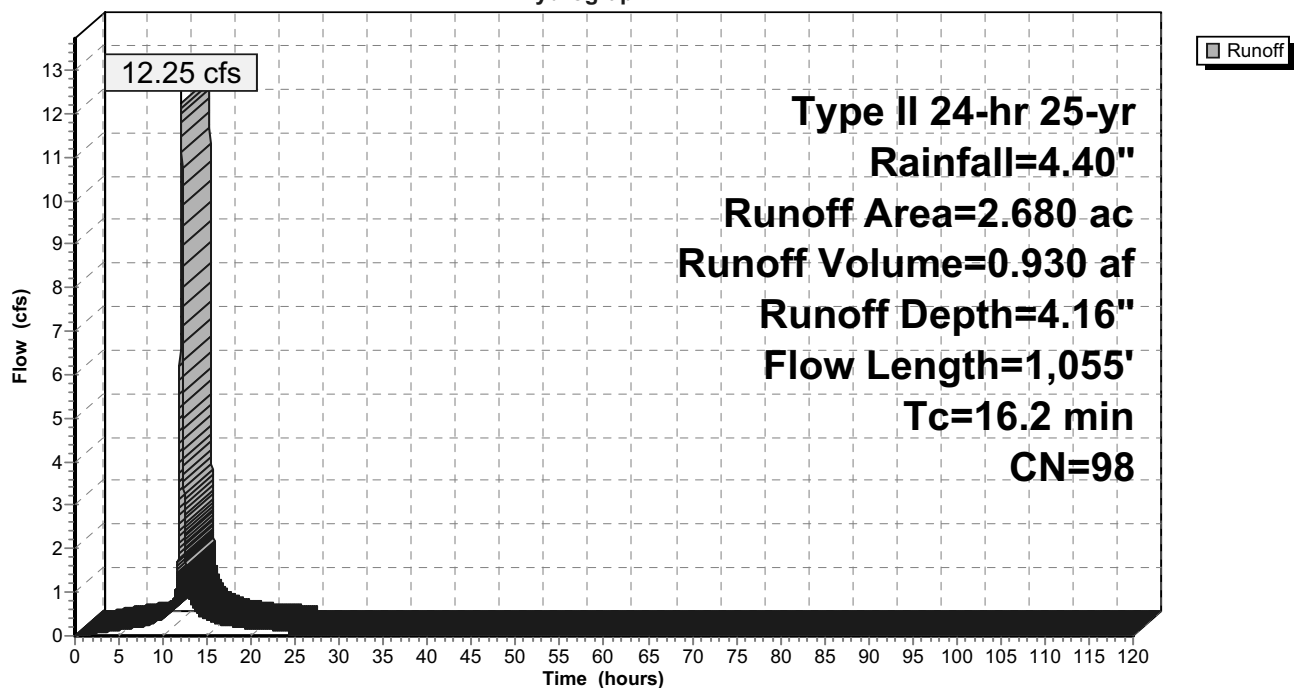 Runoff
12.25 cfs
Type II 24-hr 25-yr
Rainfall=4.40"
Runoff Area=2.680 ac
Runoff Volume=0.930 af
Runoff Depth=4.16"
Flow Length=1,055'
Tc=16.2 min
CN=98
Flow (cfs)
13
12
11
10
9
8
7
6
5
4
3
2
1
0
0 5 10 15 20 25 30 35 40 45 50 55 60 65 70 75 80 85 90 95 100 105 110 115 120
Time (hours)